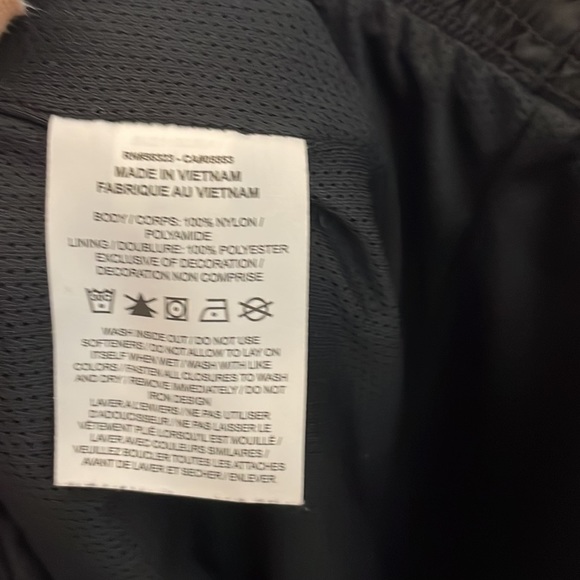 RN#56323 - CA#05553
MADE IN VIETNAM
FABRIQUE AU VIETNAM
BODY / CORPS: 100% NYLON /
POLYAMIDE
LINING / DOUBLURE: 100% POLYESTER
EXCLUSIVE OF DECORATION /
DECORATION NON COMPRISE
WASH INSIDE OUT / DO NOT USE
SOFTENERS / DO NOT ALLOW TO LAY ON
ITSELF WHEN WET / WASH WITH LIKE
COLORS / FASTEN ALL CLOSURES TO WASH
AND DRY / REMOVE IMMEDIATELY / DO NOT
IRON DESIGN
LAVER A L'ENVERS / NE PAS UTILISER
D'ADOUCISSEUR / NE PAS LAISSER LE
VÊTEMENT PLIÉ LORSQU'IL EST MOUILLÉ /
LAVER AVEC COULEURS SIMILAIRES /
VEUILLEZ BOUCLER TOUTES LES ATTACHES
AVANT DE LAVER ET SECHER / ENLEVER